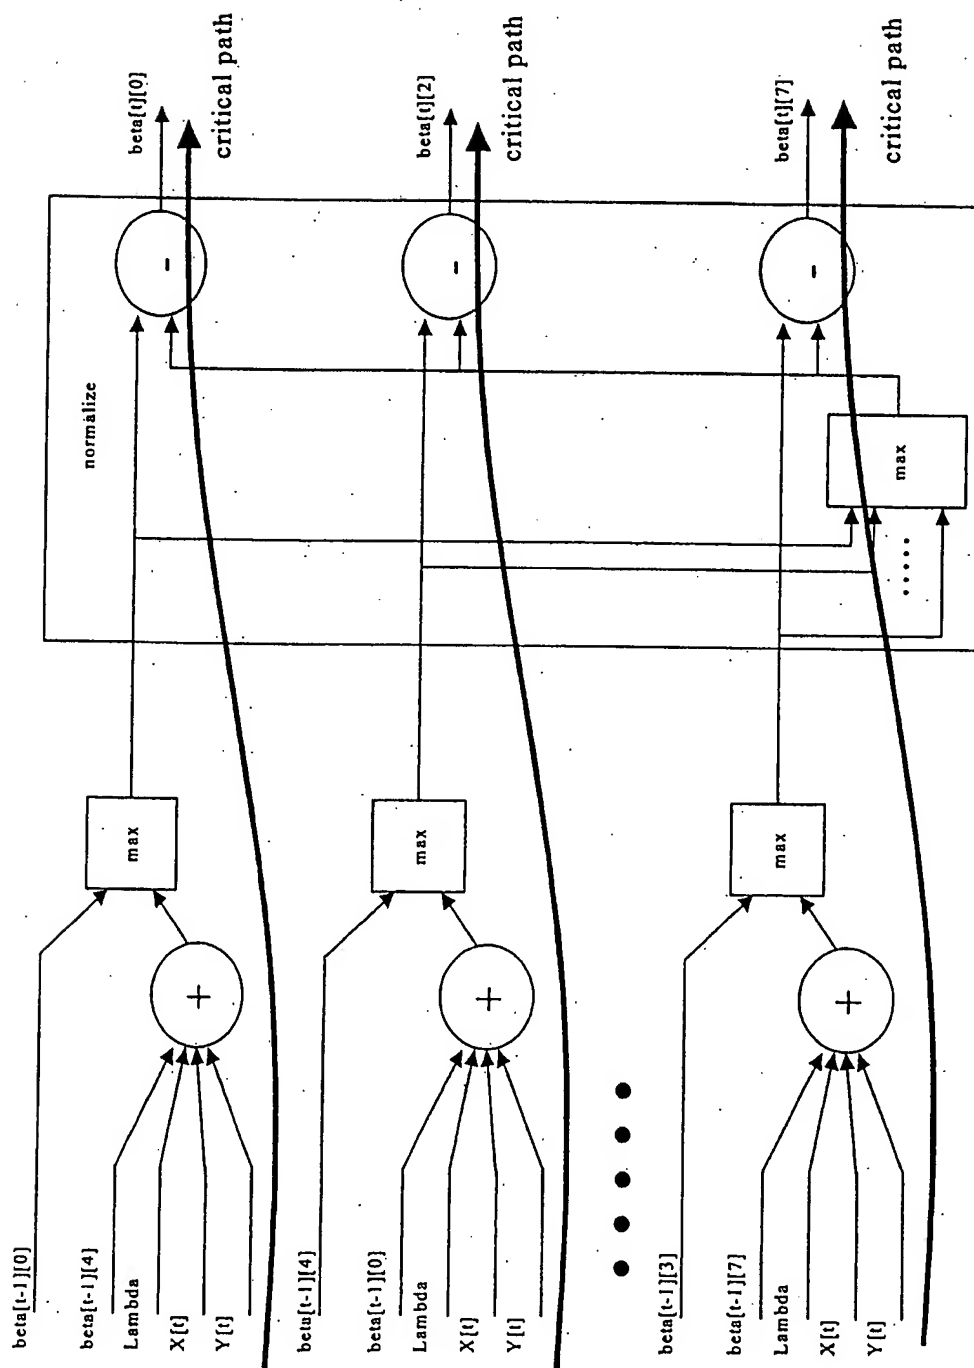 beta[t-1][0]
beta[t-1][4]
Lambda
X[t]
Y[t]
+
max
normalize
-
beta[t][0]
critical path
beta[t-1][4]
beta[t-1][0]
Lambda
X[t]
Y[t]
+
max
-
beta[t][2]
critical path
beta[t-1][3]
beta[t-1][7]
Lambda
X[t]
Y[t]
+
max
max
-
beta[t][7]
critical path